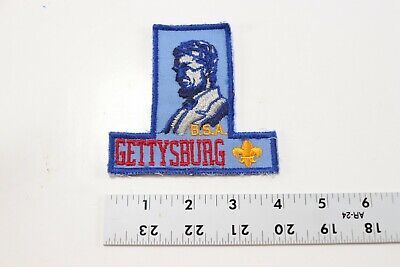 B.S.A.
GETTYSBURG
1 2 3 4 5 6
AR-24
23 22 21 20 19 18